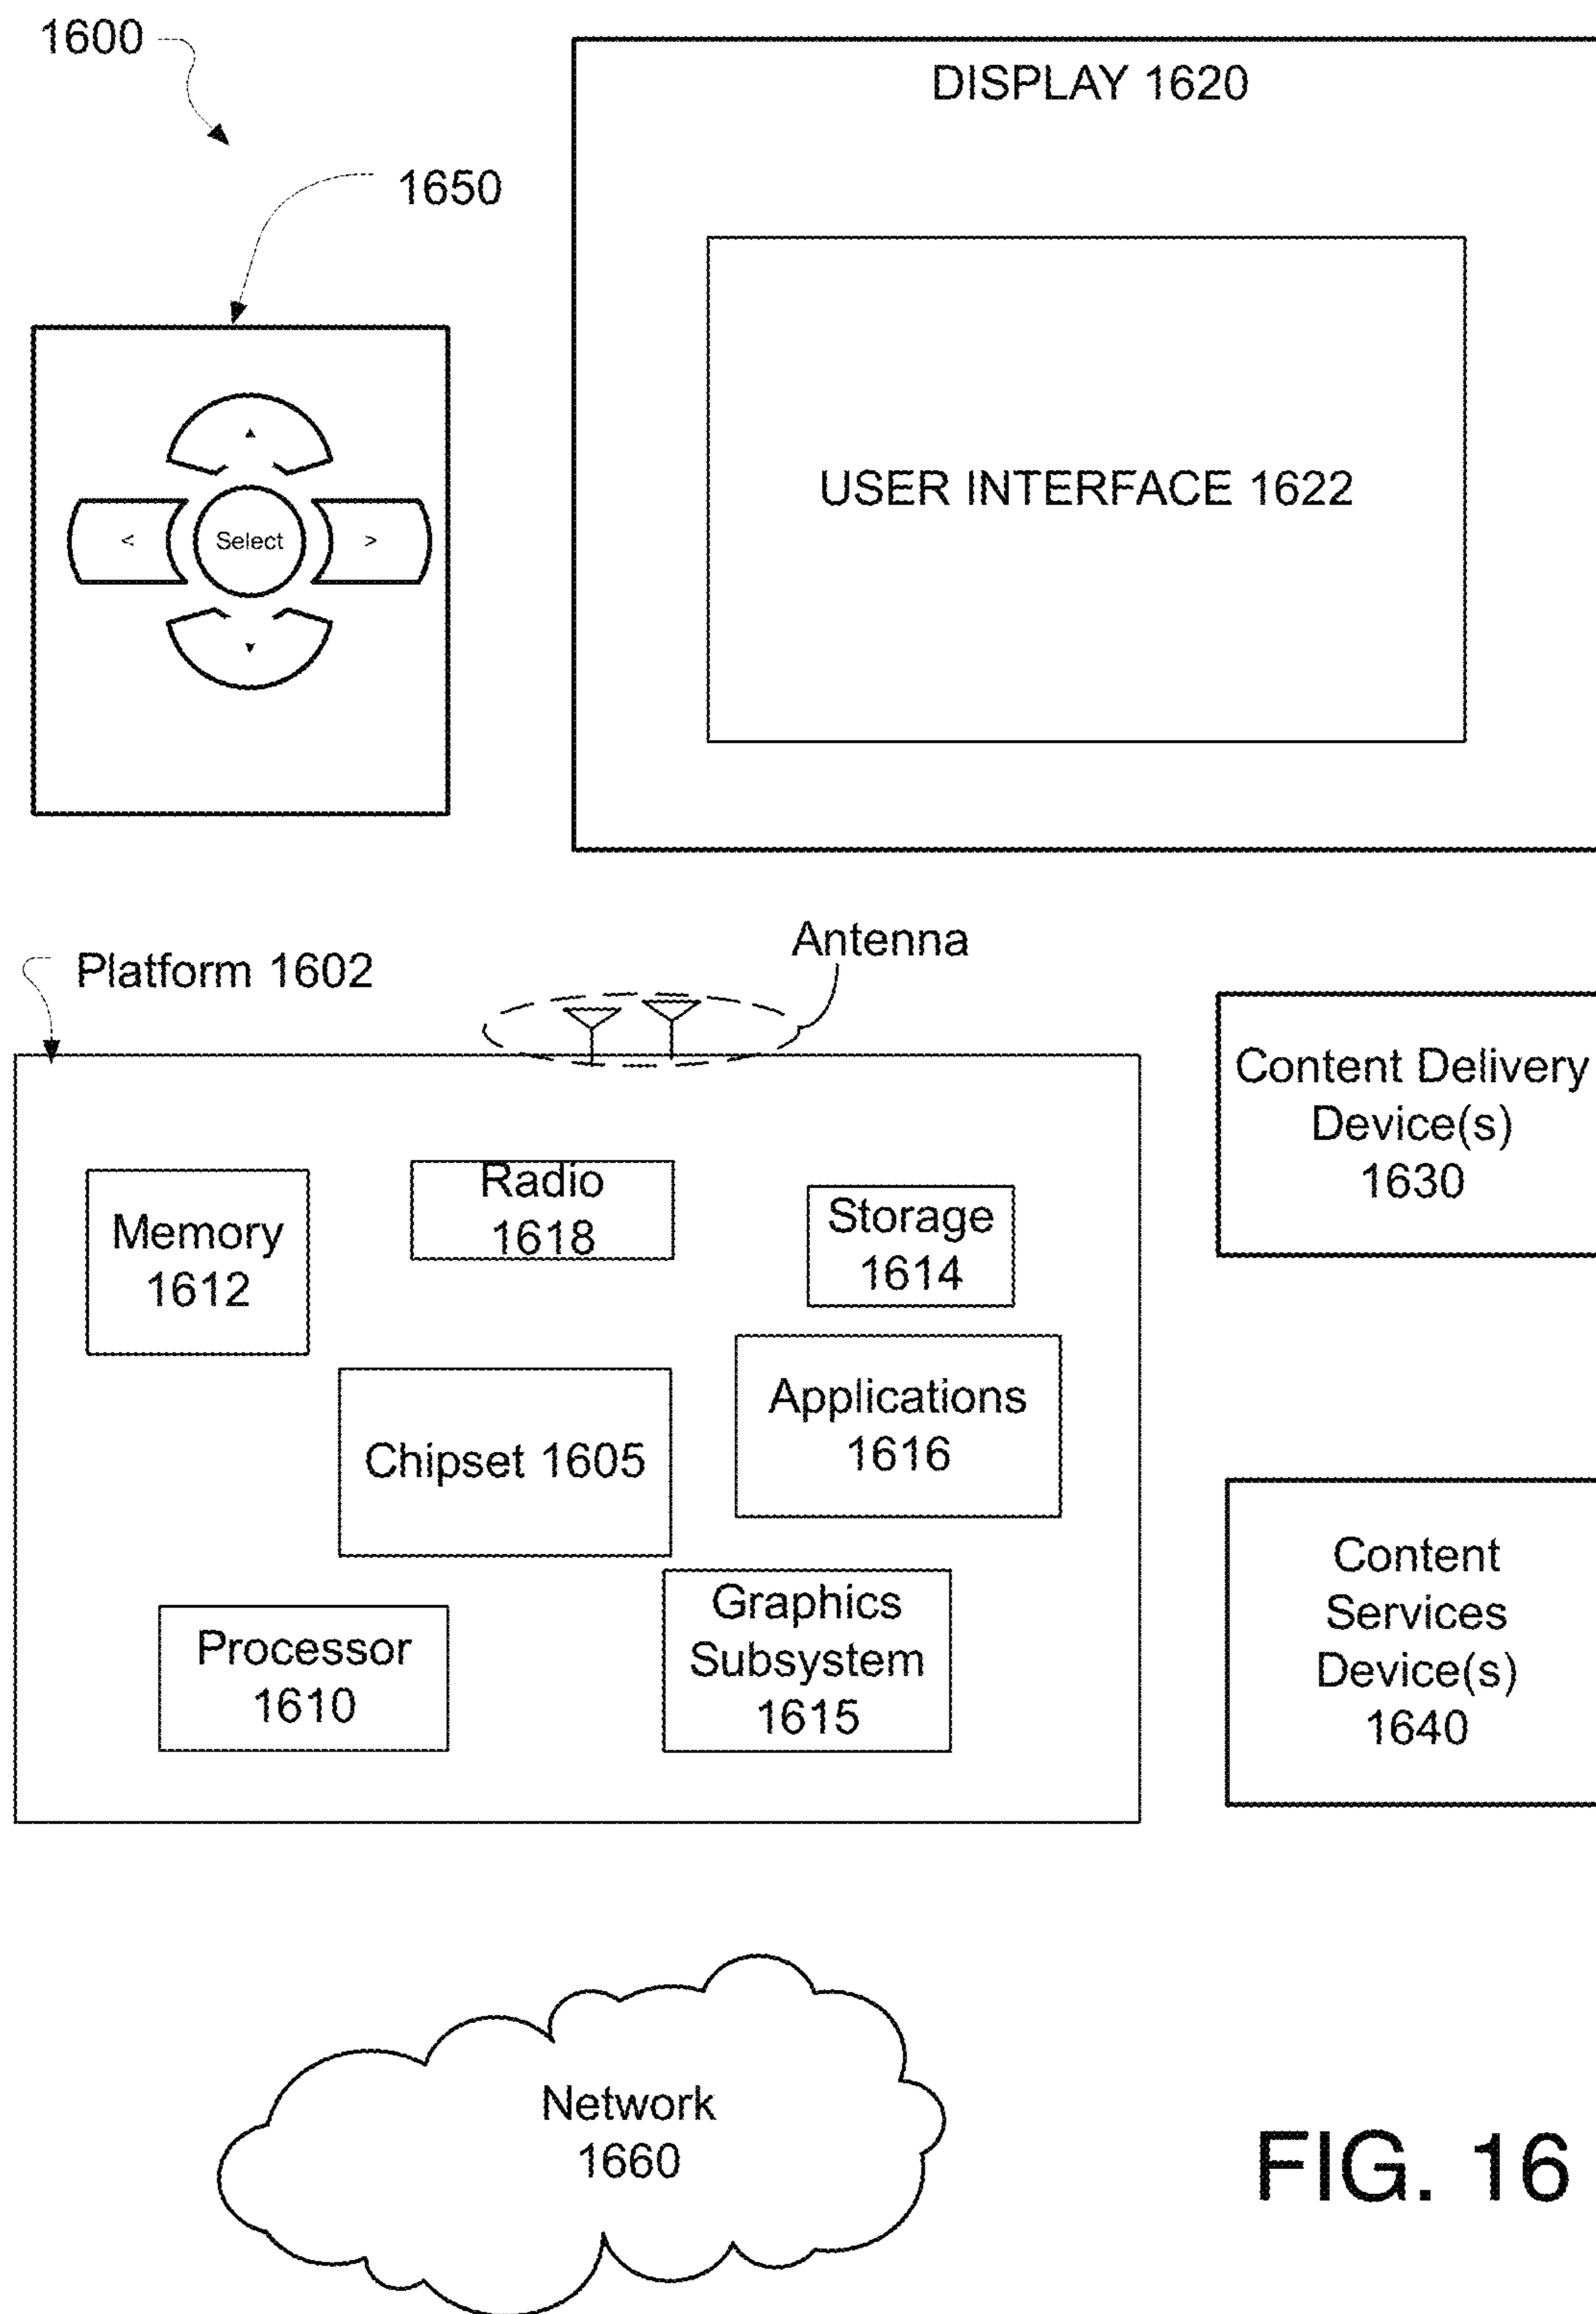 1600
DISPLAY 1620
1650
USER INTERFACE 1622
<
Select
>
Antenna
Platform 1602
Content Delivery
Device(s)
1630
Memory
1612
Radio
1618
Storage
1614
Chipset 1605
Applications
1616
Processor
1610
Graphics
Subsystem
1615
Content
Services
Device(s)
1640
Network
1660
FIG. 16